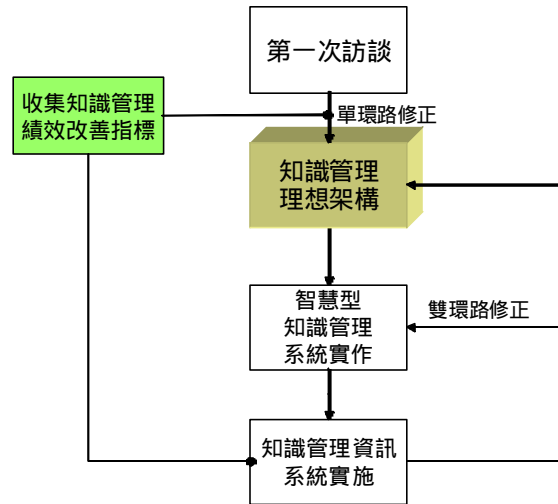 第一次訪談
收集知識管理
績效改善指標
單環路修正
知識管理
理想架構
智慧型
知識管理
系統實作
雙環路修正
知識管理資訊
系統實施